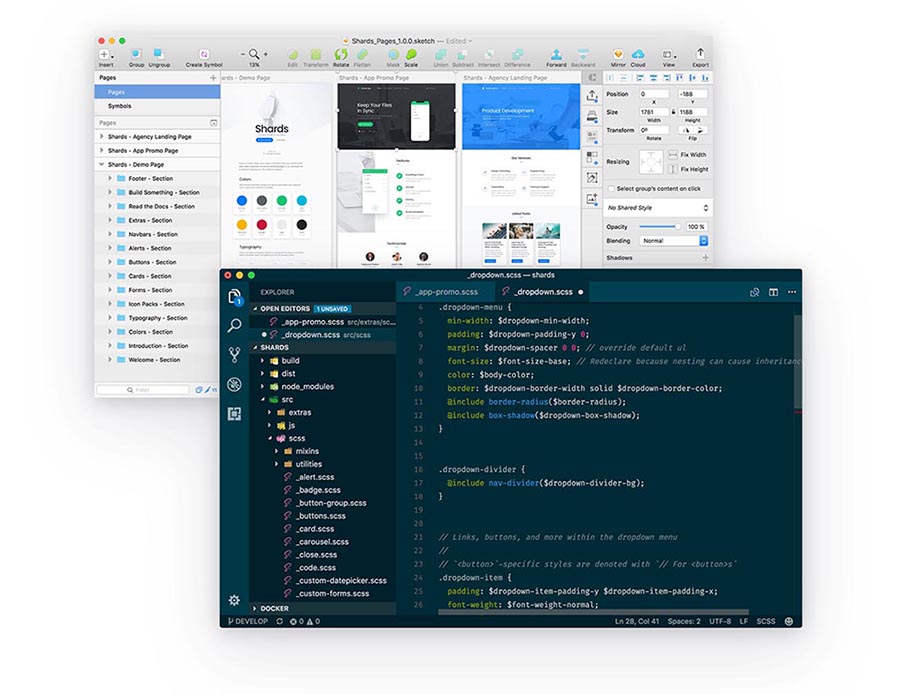 Shards_Pages_1.0.0.sketch — Edited
Insert Group Ungroup Create Symbol 13% Edit Transform Rotate Flatten Mask Scale Union Subtract Intersect Difference Forward Backward Mirror Cloud View Export
Pages
Pages
Symbols
Pages
Shards - Agency Landing Page
Shards - App Promo Page
Shards - Demo Page
Footer - Section
Build Something - Section
Read the Docs - Section
Extras - Section
Navbars - Section
Alerts - Section
Buttons - Section
Cards - Section
Forms - Section
Icon Packs - Section
Typography - Section
Colors - Section
Introduction - Section
Welcome - Section
Filter
11
ards - Demo Page
Shards
Colors
Typography
Shards - App Promo Page
Keep Your Files
In Sync
Features
Testimonials
Shards - Agency Landing Page
Product Development
Our Services
Latest Posts
Position 0 -188
X Y
Size 1781 1188
Width Height
Transform 0º
Rotate Flip
Resizing Fix Width
Fix Height
Select group's content on click
No Shared Style
Opacity 100 %
Blending Normal
Shadows
_dropdown.scss — shards
EXPLORER
OPEN EDITORS 1 UNSAVED
_app-promo.scss src/extras/sc...
_dropdown.scss src/scss
SHARDS
build
dist
node_modules
src
extras
js
scss
mixins
utilities
_alert.scss
_badge.scss
_button-group.scss
_buttons.scss
_card.scss
_carousel.scss
_close.scss
_code.scss
_custom-datepicker.scss
_custom-forms.scss
DOCKER
1
_app-promo.scss _dropdown.scss
4 .dropdown-menu {
5 min-width: $dropdown-min-width;
6 padding: $dropdown-padding-y 0;
7 margin: $dropdown-spacer 0 0; // override default ul
8 font-size: $font-size-base; // Redeclare because nesting can cause inheritanc
9 color: $body-color;
10 border: $dropdown-border-width solid $dropdown-border-color;
11 @include border-radius($border-radius);
12 @include box-shadow($dropdown-box-shadow);
13 }
14
15
16 .dropdown-divider {
17 @include nav-divider($dropdown-divider-bg);
18 }
19
20
21 // Links, buttons, and more within the dropdown menu
22 //
23 // `<button>`-specific styles are denoted with `// For <button>s`
24 .dropdown-item {
25 padding: $dropdown-item-padding-y $dropdown-item-padding-x;
26 font-weight: $font-weight-normal;
DEVELOP 0 0 Ln 28, Col 41 Spaces: 2 UTF-8 LF SCSS